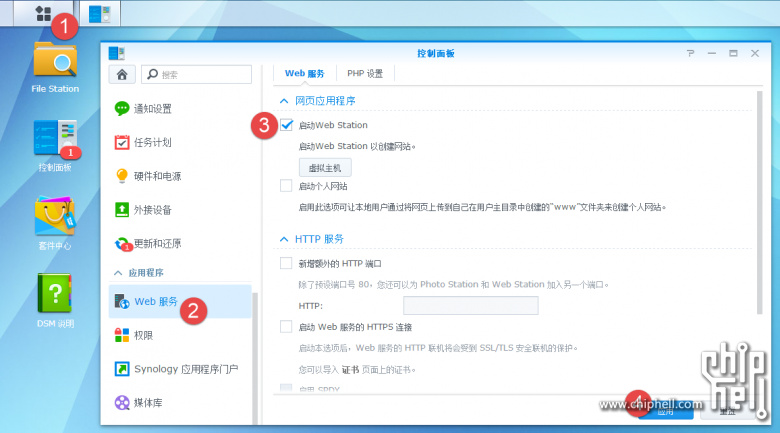 1
File Station
1
控制面板
套件中心
DSM 说明
控制面板
搜索
通知设置
任务计划
硬件和电源
外接设备
1
更新和还原
应用程序
Web 服务
2
权限
Synology 应用程序门户
媒体库
Web 服务
PHP 设置
网页应用程序
3
启动Web Station
启动Web Station 以创建网站。
虚拟主机
启动个人网站
启用此选项可让本地用户通过将网页上传到自己在用户主目录中创建的"www"文件夹来创建个人网站。
HTTP 服务
新增额外的 HTTP 端口
除了预设端口号 80，您还可以为 Photo Station 和 Web Station 加入另一个端口。
HTTP:
启动 Web 服务的 HTTPS 连接
启动本选项后，Web 服务的 HTTP 联机将会受到 SSL/TLS 安全联机的保护。
您可以导入 证书 页面上的证书。
启用 SPDY
4
应用
重置
www.chiphell.com
chip
hell